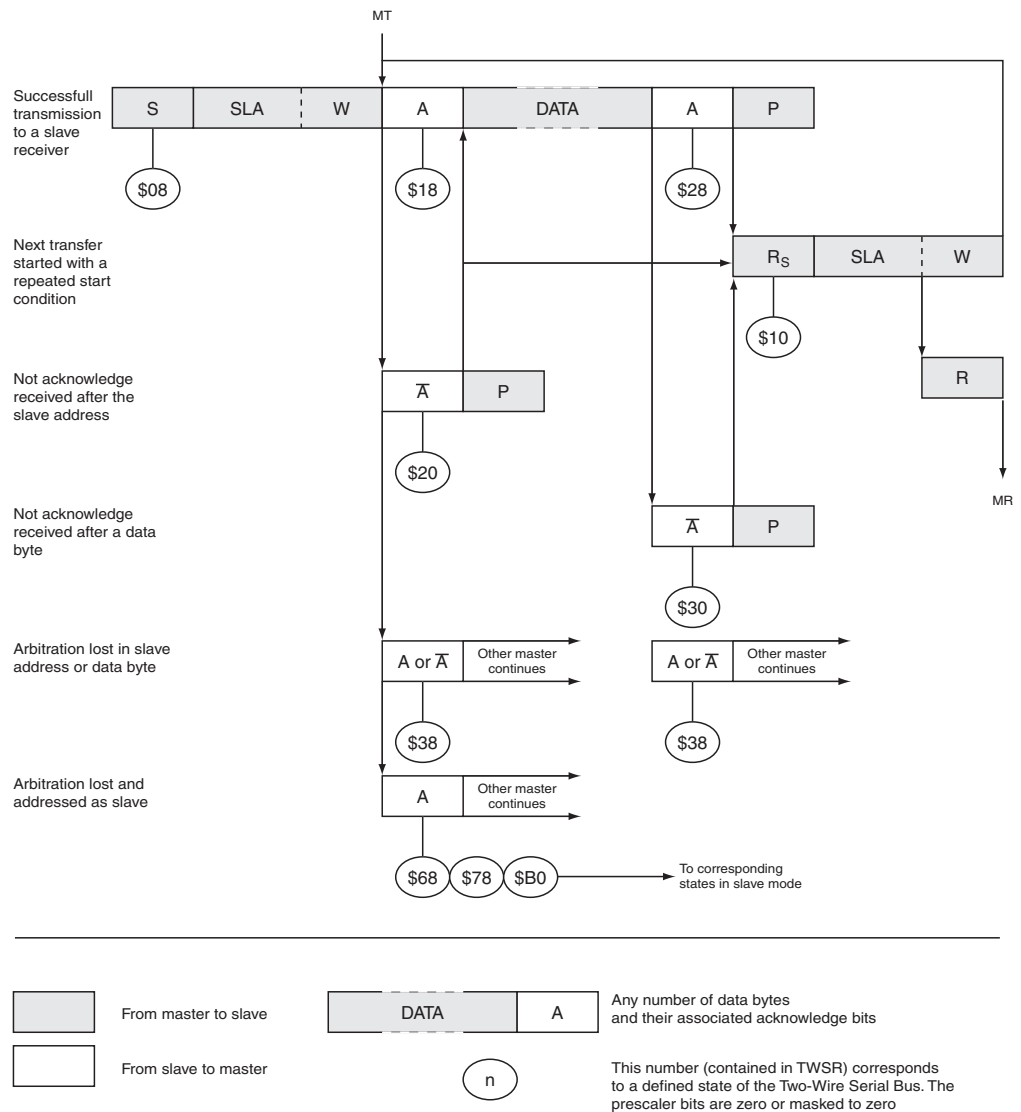 MT
Successfull
transmission
to a slave
receiver
S
SLA
W
A
DATA
A
P
$08
$18
$28
Next transfer
started with a
repeated start
condition
RS
SLA
W
$10
Not acknowledge
received after the
slave address
A̅
P
R
$20
MR
Not acknowledge
received after a data
byte
A̅
P
$30
Arbitration lost in slave
address or data byte
A or A̅
Other master
continues
A or A̅
Other master
continues
$38
$38
Arbitration lost and
addressed as slave
A
Other master
continues
$68
$78
$B0
To corresponding
states in slave mode
From master to slave
DATA
A
Any number of data bytes
and their associated acknowledge bits
From slave to master
n
This number (contained in TWSR) corresponds
to a defined state of the Two-Wire Serial Bus. The
prescaler bits are zero or masked to zero